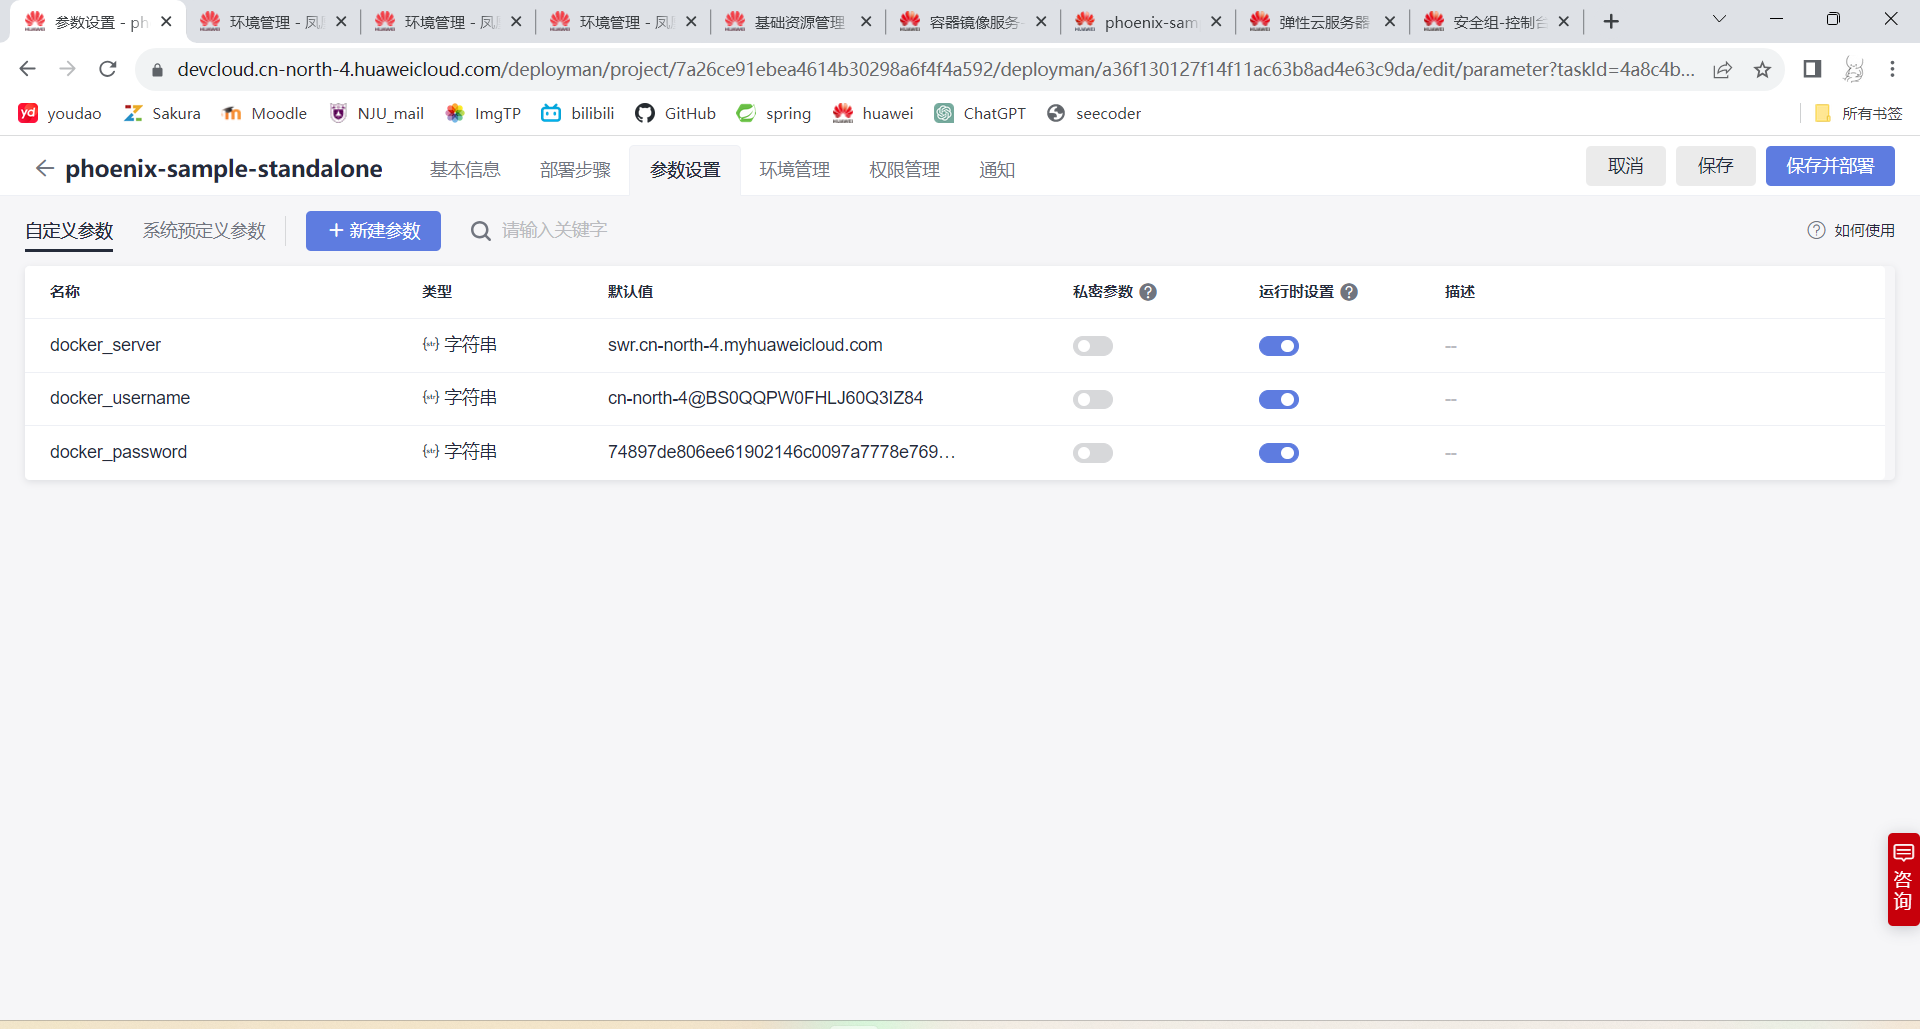 参数设置 - ph
环境管理 - 凤
环境管理 - 凤
环境管理 - 凤
基础资源管理
容器镜像服务-
phoenix-sam
弹性云服务器
安全组-控制台
devcloud.cn-north-4.huaweicloud.com/deployman/project/7a26ce91ebea4614b30298a6f4f4a592/deployman/a36f130127f14f11ac63b8ad4e63c9da/edit/parameter?taskId=4a8c4b...
youdao Sakura Moodle NJU_mail ImgTP bilibili GitHub spring huawei ChatGPT seecoder 所有书签
phoenix-sample-standalone 基本信息 部署步骤 参数设置 环境管理 权限管理 通知 取消 保存 保存并部署
自定义参数 系统预定义参数 + 新建参数 请输入关键字 如何使用
名称 类型 默认值 私密参数 运行时设置 描述
docker_server {str} 字符串 swr.cn-north-4.myhuaweicloud.com --
docker_username {str} 字符串 cn-north-4@BS0QQPW0FHLJ60Q3IZ84 --
docker_password {str} 字符串 74897de806ee61902146c0097a7778e769... --
咨
询